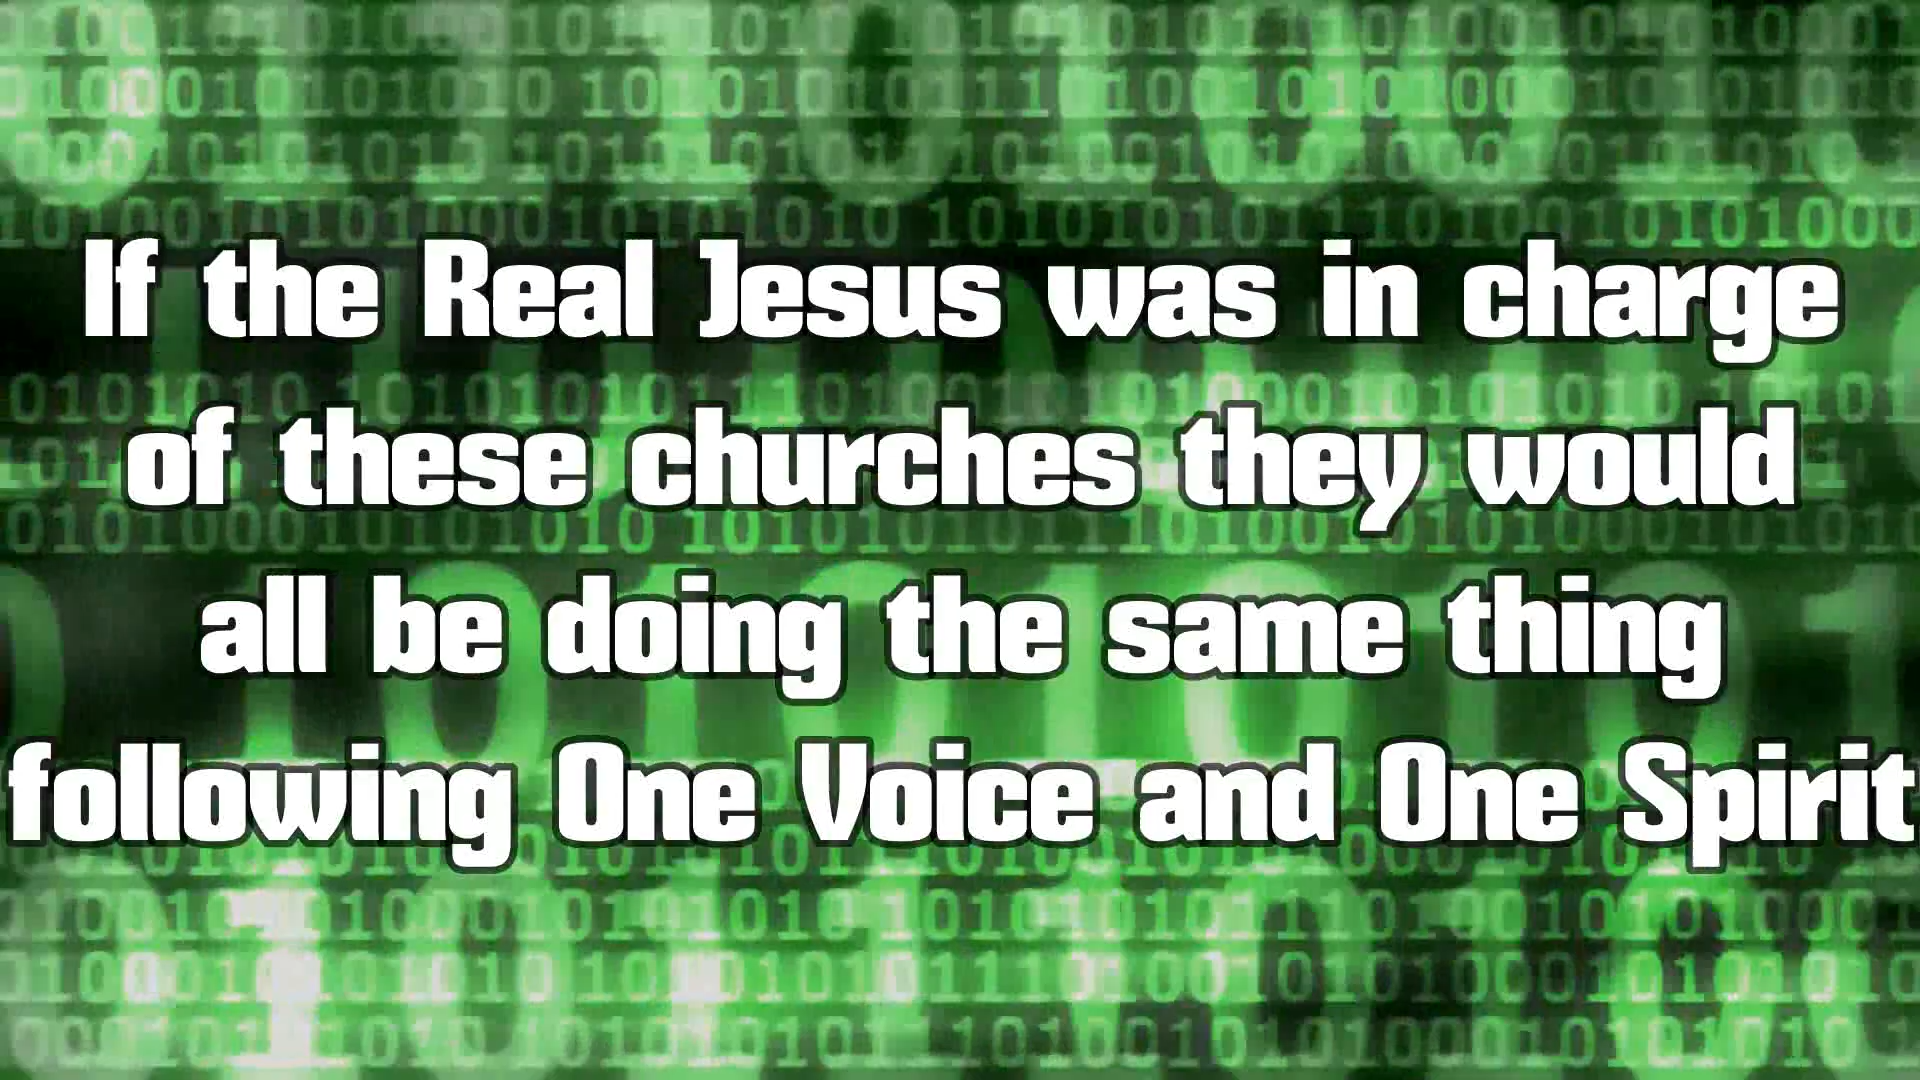 If the Real Jesus was in charge
of these churches they would
all be doing the same thing
following One Voice and One Spirit